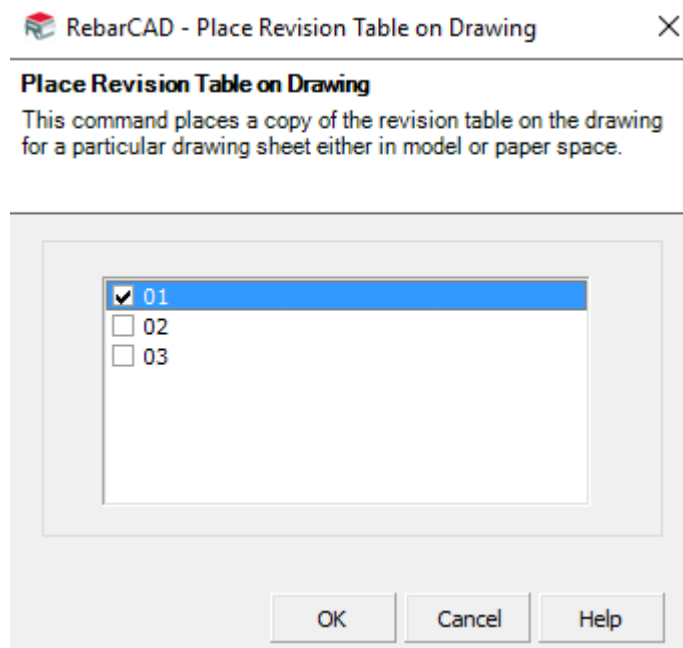 RebarCAD - Place Revision Table on Drawing
Place Revision Table on Drawing
This command places a copy of the revision table on the drawing
for a particular drawing sheet either in model or paper space.
01
02
03
OK Cancel Help